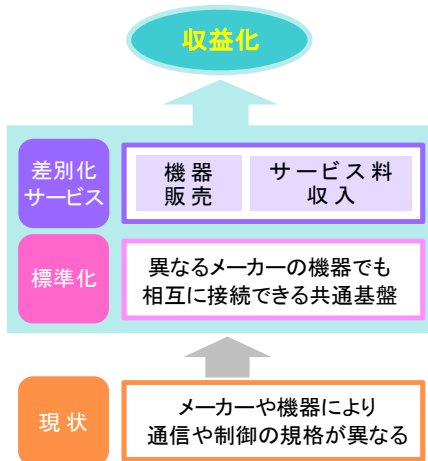 収益化
差別化
サービス
機器
販売
サービス料
収入
標準化
異なるメーカーの機器でも
相互に接続できる共通基盤
現状
メーカーや機器により
通信や制御の規格が異なる